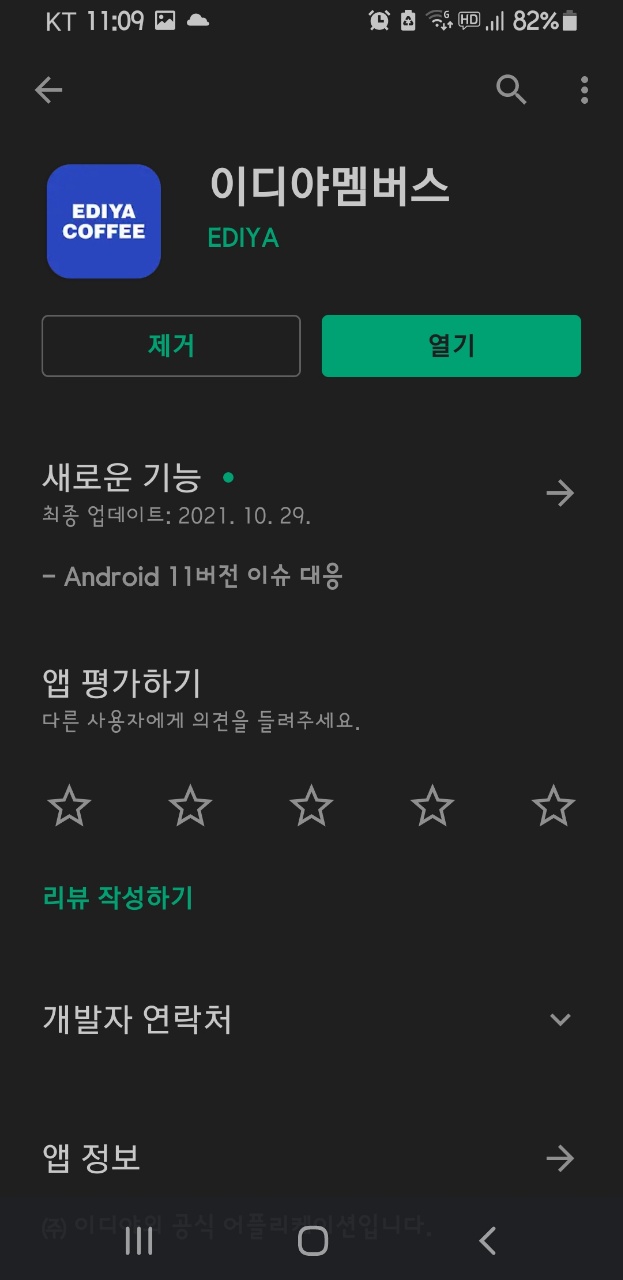 KT 11:09 HD 82%
이디야멤버스
EDIYA
COFFEE
EDIYA
제거
열기
새로운 기능
최종 업데이트: 2021. 10. 29.
- Android 11버전 이슈 대응
앱 평가하기
다른 사용자에게 의견을 들려주세요.
리뷰 작성하기
개발자 연락처
앱 정보
㈜ 이디야의 공식 어플리케이션입니다.